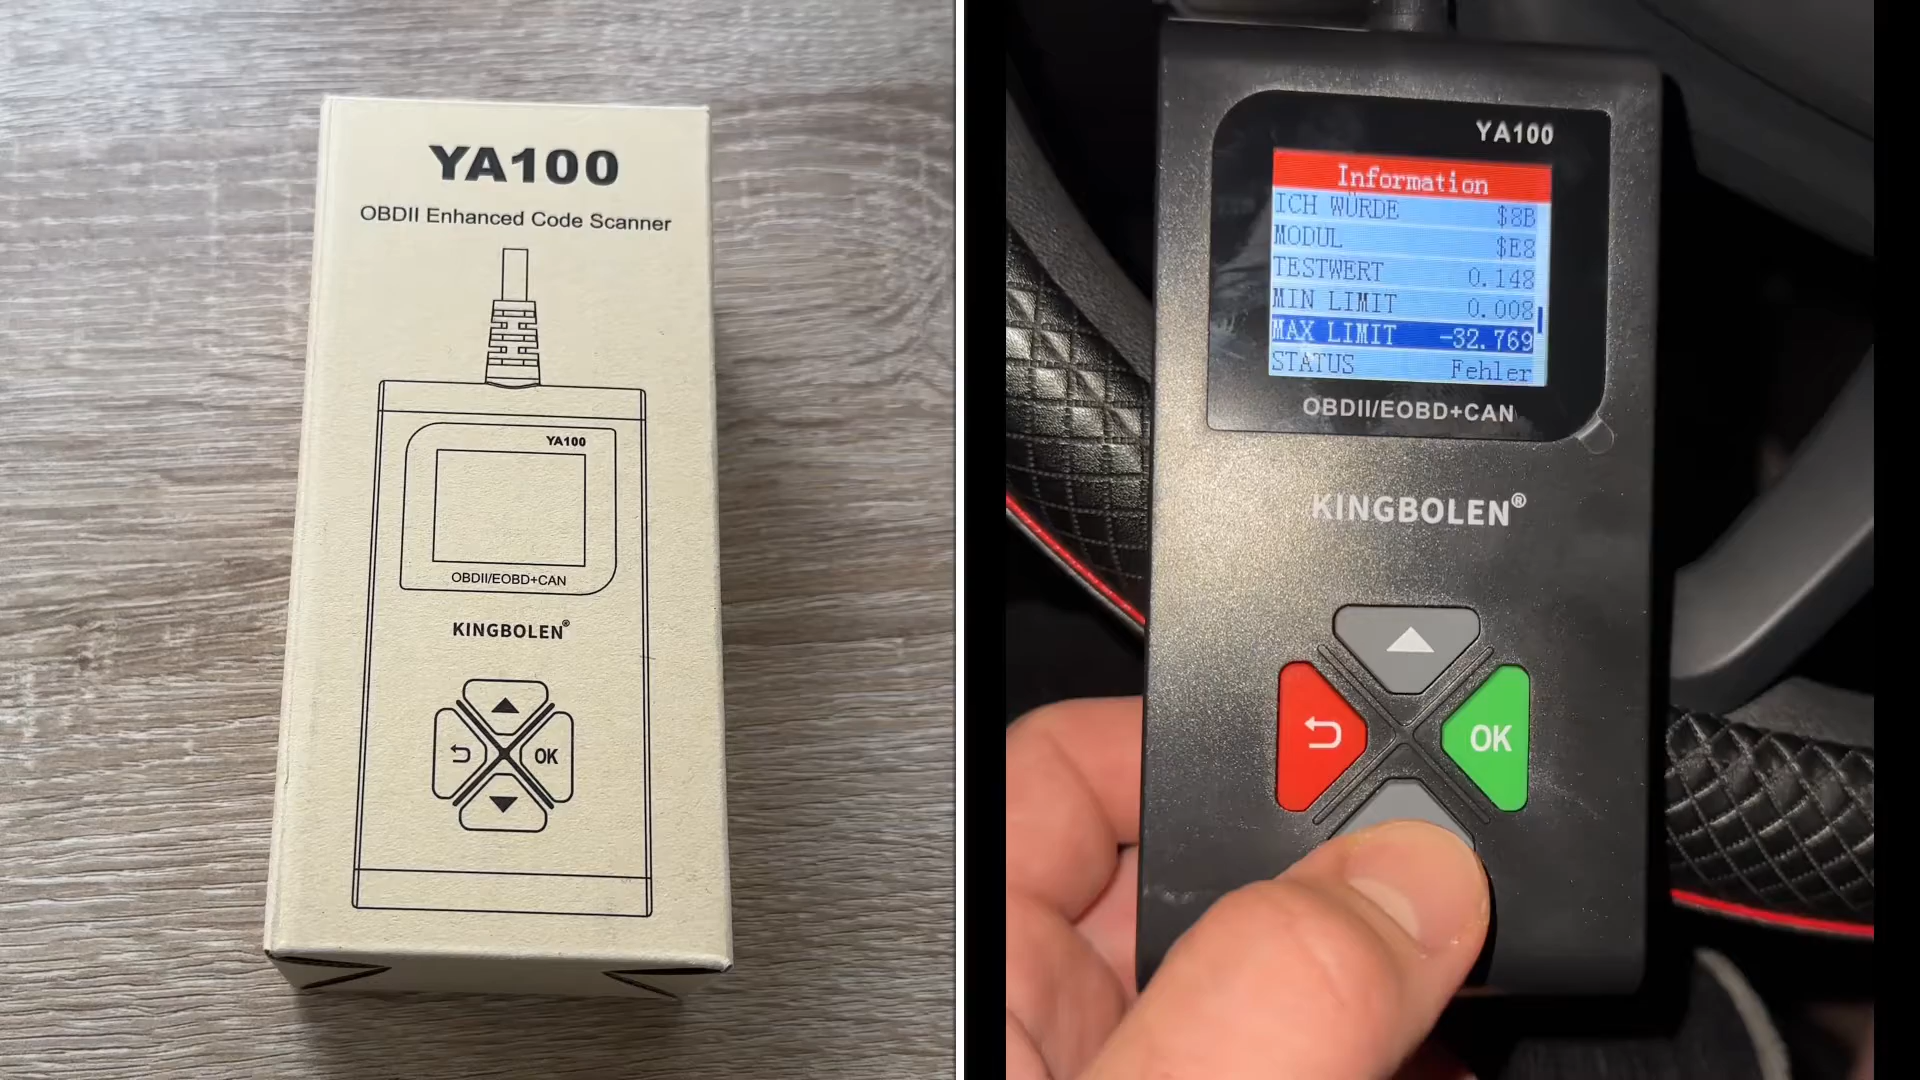 YA100
OBDII Enhanced Code Scanner
YA100
OBDII/EOBD+CAN
KINGBOLEN®
OK
YA100
Information
ICH WÜRDE $8B
MODUL $E8
TESTWERT 0.148
MIN LIMIT 0.008
MAX LIMIT -32.769
STATUS Fehler
OBDII/EOBD+CAN
KINGBOLEN®
OK